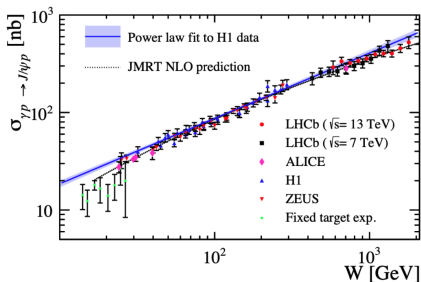 σγp → J/ψp [nb]
10³
10²
10
Power law fit to H1 data
JMRT NLO prediction
LHCb (√s= 13 TeV)
LHCb (√s= 7 TeV)
ALICE
H1
ZEUS
Fixed target exp.
10² 10³
W [GeV]